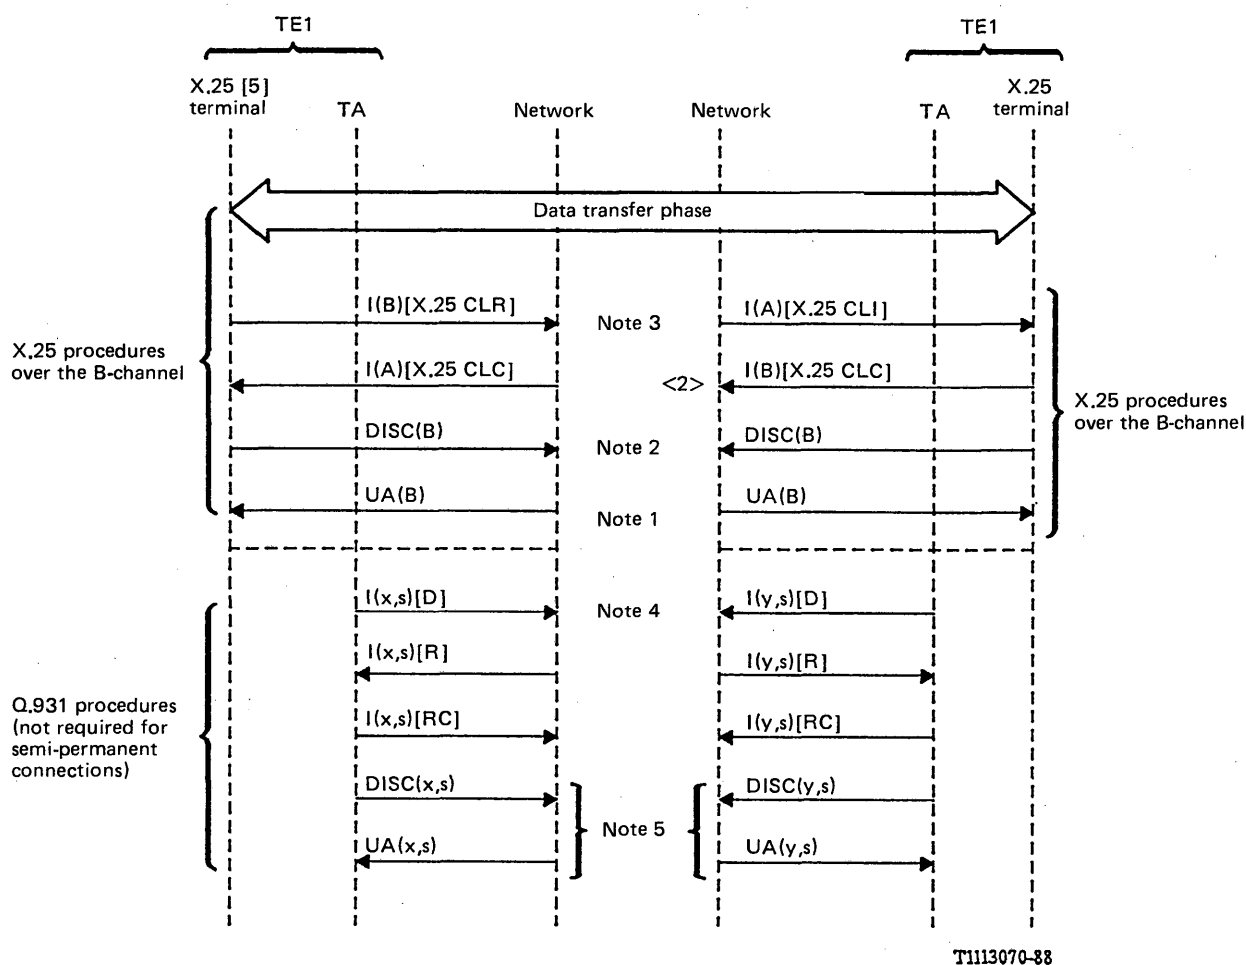 TE1
TE1
X.25 [5]
terminal
TA
Network
Network
TA
X.25
terminal
Data transfer phase
I(B)[X.25 CLR]
Note 3
I(A)[X.25 CLI]
X.25 procedures
over the B-channel
I(A)[X.25 CLC]
<2>
I(B)[X.25 CLC]
X.25 procedures
over the B-channel
DISC(B)
Note 2
DISC(B)
UA(B)
Note 1
UA(B)
I(x,s)[D]
Note 4
I(y,s)[D]
I(x,s)[R]
I(y,s)[R]
Q.931 procedures
(not required for
semi-permanent
connections)
I(x,s)[RC]
I(y,s)[RC]
DISC(x,s)
DISC(y,s)
Note 5
UA(x,s)
UA(y,s)
T1113070-88